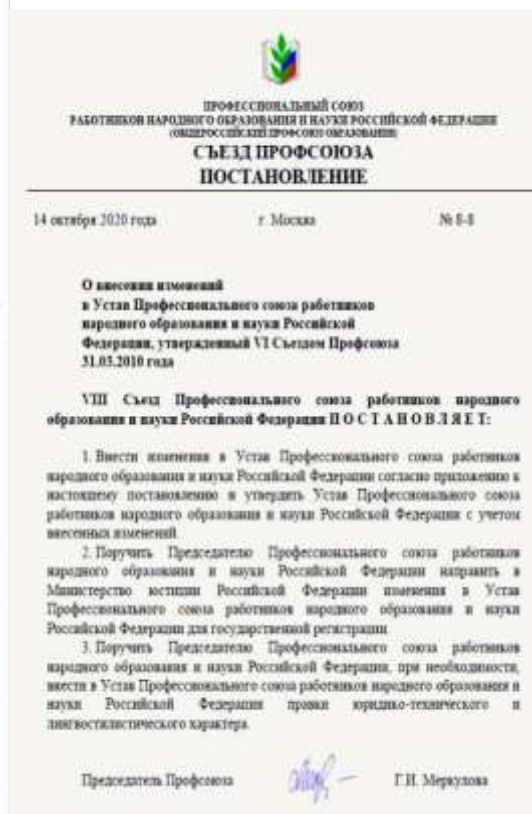 ПРОФЕССИОНАЛЬНЫЙ СОЮЗ
РАБОТНИКОВ НАРОДНОГО ОБРАЗОВАНИЯ И НАУКИ РОССИЙСКОЙ ФЕДЕРАЦИИ
(ОБЩЕРОССИЙСКИЙ ПРОФСОЮЗ ОБРАЗОВАНИЯ)
СЪЕЗД ПРОФСОЮЗА
ПОСТАНОВЛЕНИЕ
14 октября 2020 года г. Москва № 8-8
О внесении изменений
в Устав Профессионального союза работников
народного образования и науки Российской
Федерации, утвержденный VI Съездом Профсоюза
31.03.2010 года
VIII Съезд Профессионального союза работников народного
образования и науки Российской Федерации П О С Т А Н О В Л Я Е Т:
1. Внести изменения в Устав Профессионального союза работников
народного образования и науки Российской Федерации согласно приложению к
настоящему постановлению и утвердить Устав Профессионального союза
работников народного образования и науки Российской Федерации с учетом
внесенных изменений.
2. Поручить Председателю Профессионального союза работников
народного образования и науки Российской Федерации направить в
Министерство юстиции Российской Федерации изменения в Устав
Профессионального союза работников народного образования и науки
Российской Федерации для государственной регистрации.
3. Поручить Председателю Профессионального союза работников
народного образования и науки Российской Федерации, при необходимости,
внести в Устав Профессионального союза работников народного образования и
науки Российской Федерации правки юридико-технического и
лингвостилистического характера.
Председатель Профсоюза Г.И. Меркулова